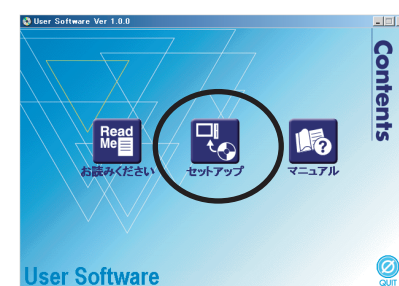 User Software Ver 1.0.0
Contents
Read
Me
お読みください
セットアップ
マニュアル
User Software
QUIT